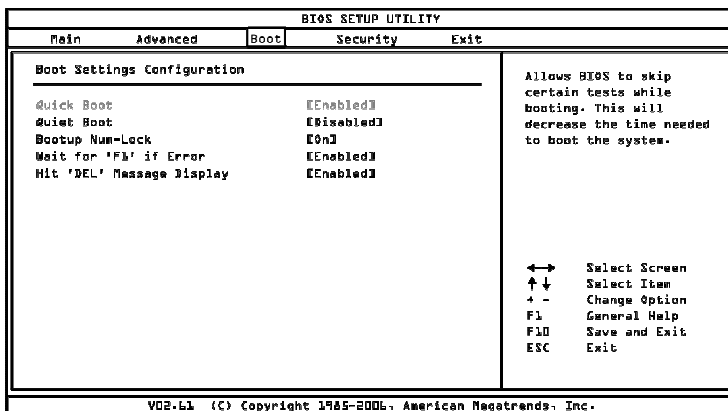 BIOS SETUP UTILITY
Main Advanced Boot Security Exit
Boot Settings Configuration
Quick Boot [Enabled]
Quiet Boot [Disabled]
Bootup Num-Lock [On]
Wait for 'F1' if Error [Enabled]
Hit 'DEL' Message Display [Enabled]
Allows BIOS to skip
certain tests while
booting. This will
decrease the time needed
to boot the system.
←→ Select Screen
↑↓ Select Item
+ - Change Option
F1 General Help
F10 Save and Exit
ESC Exit
V02.61 (C) Copyright 1985-2006, American Megatrends, Inc.